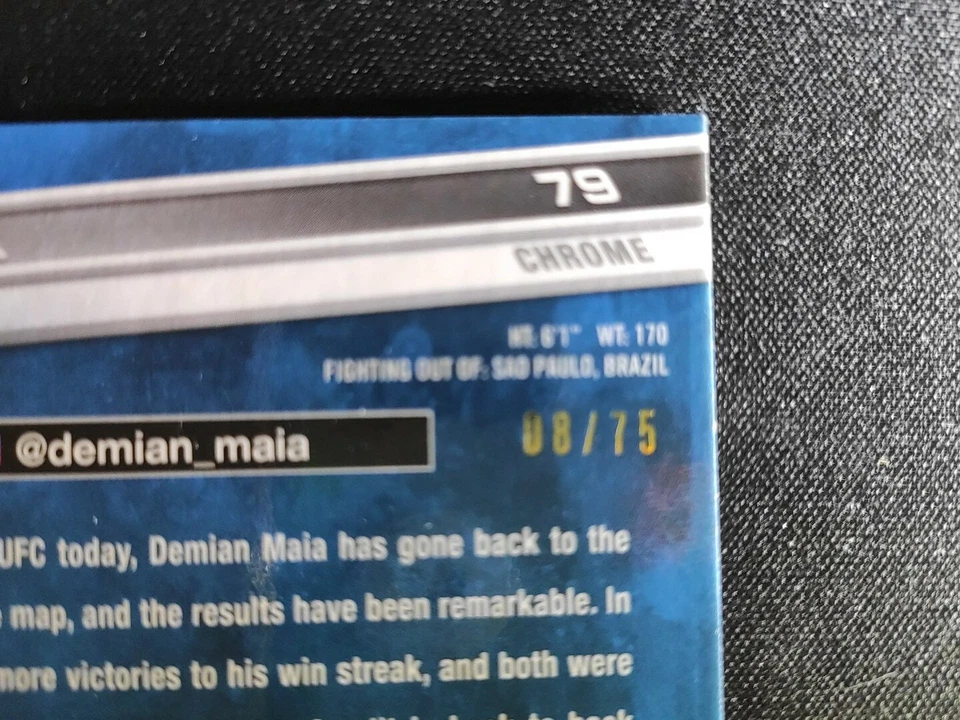 79
CHROME
HT: 6'1" WT: 170
FIGHTING OUT OF: SAO PAULO, BRAZIL
@demian_maia
08/75
UFC today, Demian Maia has gone back to the
map, and the results have been remarkable. In
more victories to his win streak, and both were
to back